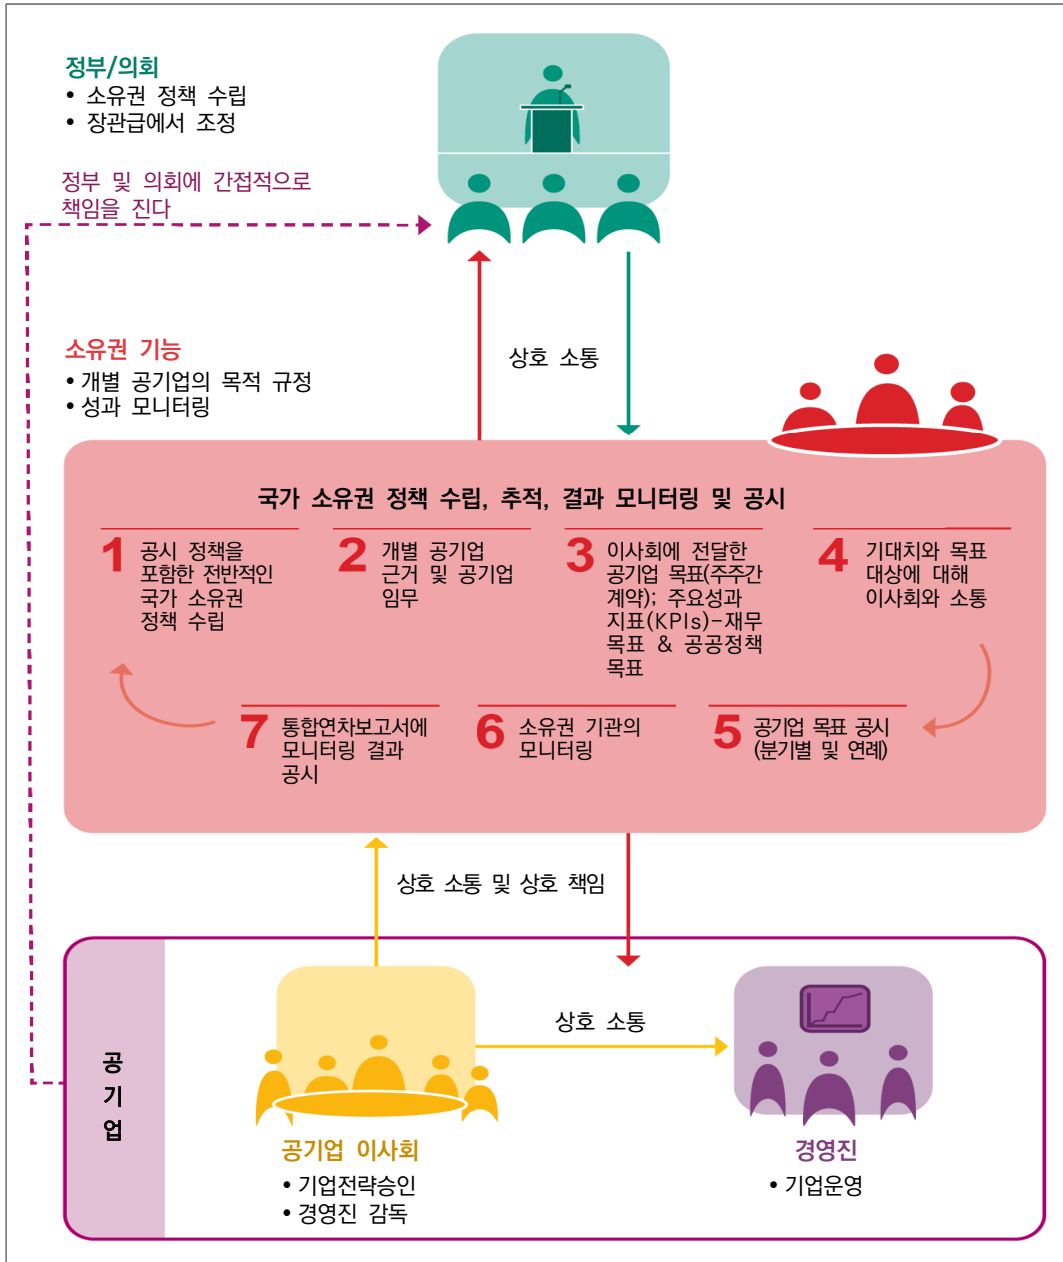 정부/의회
• 소유권 정책 수립
• 장관급에서 조정
정부 및 의회에 간접적으로
책임을 진다
소유권 기능
• 개별 공기업의 목적 규정
• 성과 모니터링
상호 소통
국가 소유권 정책 수립, 추적, 결과 모니터링 및 공시
1 공시 정책을
포함한 전반적인
국가 소유권
정책 수립
2 개별 공기업
근거 및 공기업
임무
3 이사회에 전달한
공기업 목표(주주간
계약); 주요성과
지표(KPIs)-재무
목표 & 공공정책
목표
4 기대치와 목표
대상에 대해
이사회와 소통
7 통합연차보고서에
모니터링 결과
공시
6 소유권 기관의
모니터링
5 공기업 목표 공시
(분기별 및 연례)
상호 소통 및 상호 책임
공
기
업
상호 소통
공기업 이사회
• 기업전략승인
• 경영진 감독
경영진
• 기업운영